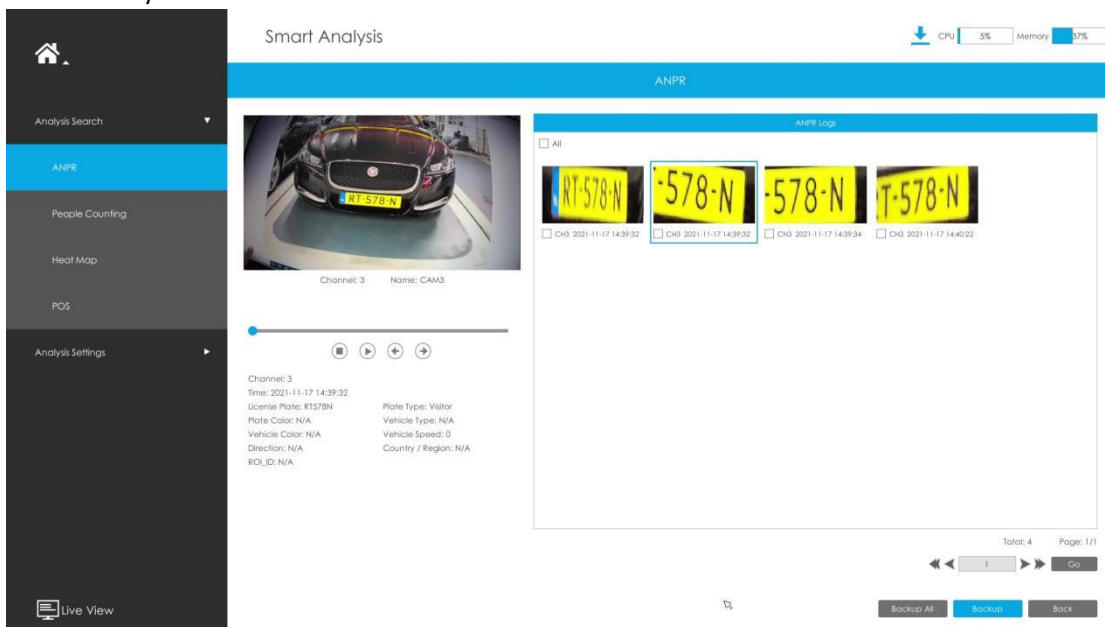 Smart Analysis
CPU 5% Memory 37%
ANPR
Analysis Search
ANPR
People Counting
Heat Map
POS
Analysis Settings
Live View
RT-578-N
Channel: 3 Name: CAM3
Channel: 3
Time: 2021-11-17 14:39:32
License Plate: RT578N Plate Type: Visitor
Plate Color: N/A Vehicle Type: N/A
Vehicle Color: N/A Vehicle Speed: 0
Direction: N/A Country / Region: N/A
ROI_ID: N/A
ANPR Logs
All
RT-578-N -578-N -578-N T-578-N
CH3 2021-11-17 14:39:32 CH3 2021-11-17 14:39:32 CH3 2021-11-17 14:39:34 CH3 2021-11-17 14:40:22
Total: 4 Page: 1/1
1 Go
Backup All Backup Back